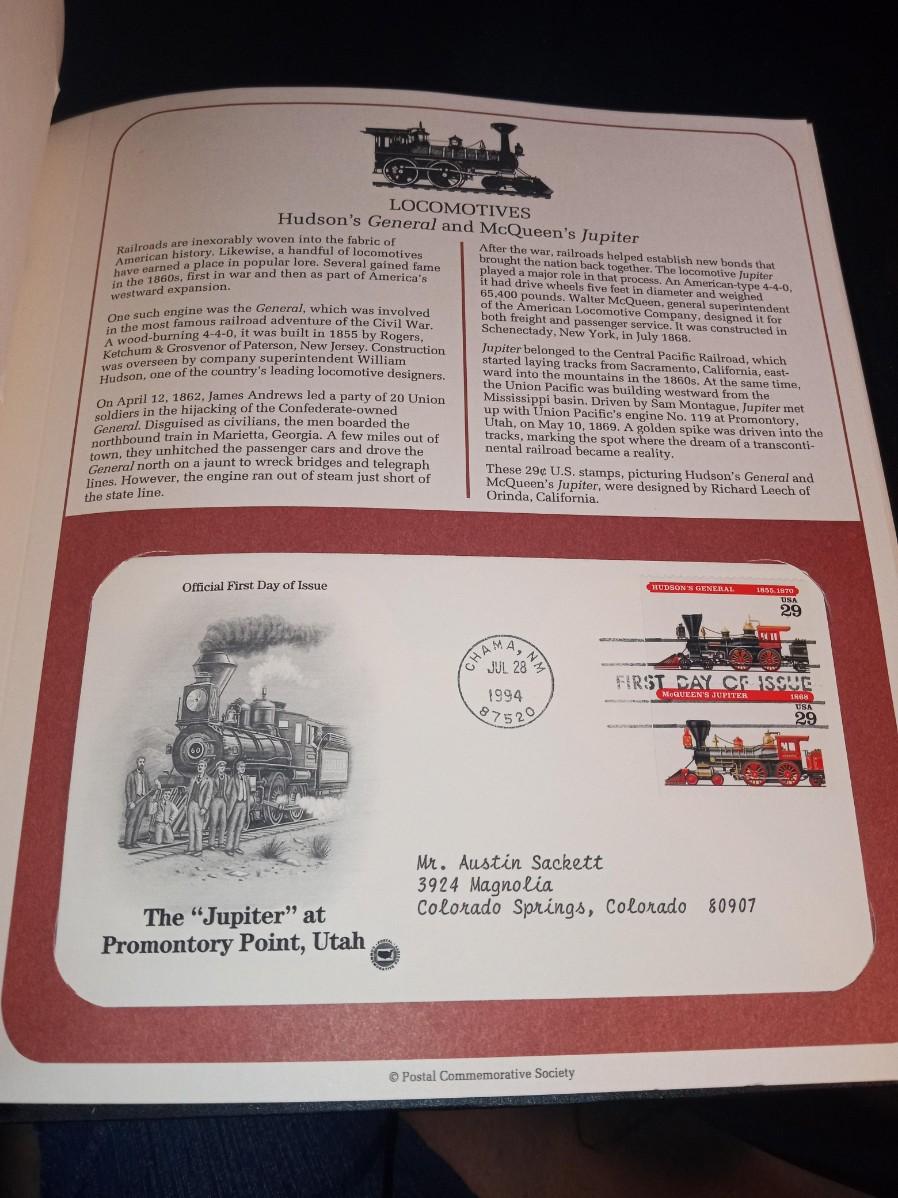 LOCOMOTIVES
Hudson's General and McQueen's Jupiter
Railroads are inexorably woven into the fabric of
American history. Likewise, a handful of locomotives
have earned a place in popular lore. Several gained fame
in the 1860s, first in war and then as part of America's
westward expansion.
One such engine was the General, which was involved
in the most famous railroad adventure of the Civil War.
A wood-burning 4-4-0, it was built in 1855 by Rogers,
Ketchum & Grosvenor of Paterson, New Jersey. Construction
was overseen by company superintendent William
Hudson, one of the country's leading locomotive designers.
On April 12, 1862, James Andrews led a party of 20 Union
soldiers in the hijacking of the Confederate-owned
General. Disguised as civilians, the men boarded the
northbound train in Marietta, Georgia. A few miles out of
town, they unhitched the passenger cars and drove the
General north on a jaunt to wreck bridges and telegraph
lines. However, the engine ran out of steam just short of
the state line.
After the war, railroads helped establish new bonds that
brought the nation back together. The locomotive Jupiter
played a major role in that process. An American-type 4-4-0,
it had drive wheels five feet in diameter and weighed
65,400 pounds. Walter McQueen, general superintendent
of the American Locomotive Company, designed it for
both freight and passenger service. It was constructed in
Schenectady, New York, in July 1868.
Jupiter belonged to the Central Pacific Railroad, which
started laying tracks from Sacramento, California, east-
ward into the mountains in the 1860s. At the same time,
the Union Pacific was building westward from the
Mississippi basin. Driven by Sam Montague, Jupiter met
up with Union Pacific's engine No. 119 at Promontory,
Utah, on May 10, 1869. A golden spike was driven into the
tracks, marking the spot where the dream of a transconti-
nental railroad became a reality.
These 29¢ U.S. stamps, picturing Hudson's General and
McQueen's Jupiter, were designed by Richard Leech of
Orinda, California.
Official First Day of Issue
60
The "Jupiter" at
Promontory Point, Utah
CHAMA, NM
JUL 28
1994
87520
HUDSON'S GENERAL 1855,1870
USA
29
FIRST DAY OF ISSUE
McQUEEN'S JUPITER 1868
USA
29
Mr. Austin Sackett
3924 Magnolia
Colorado Springs, Colorado 80907
© Postal Commemorative Society